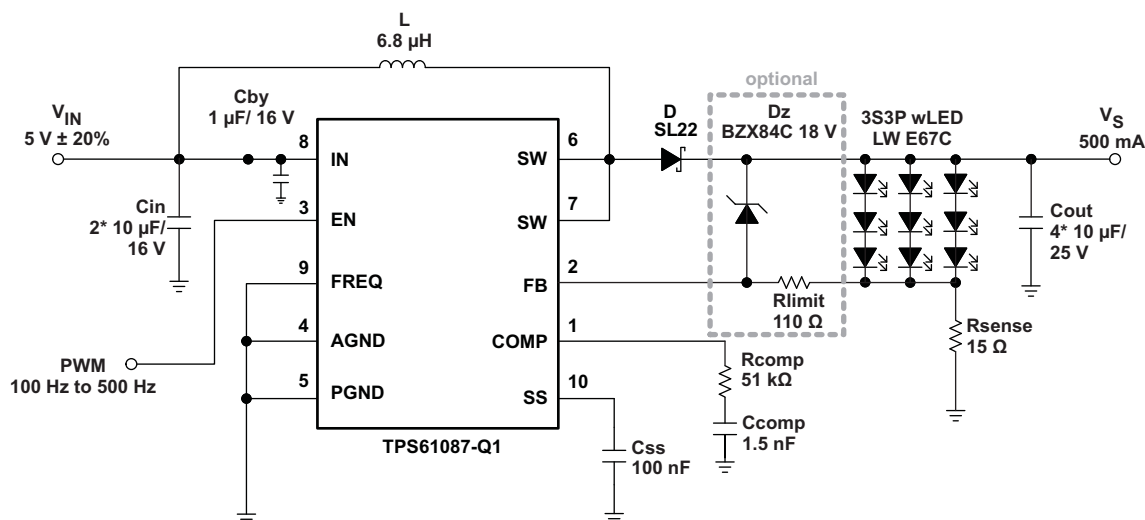 L
6.8 µH
optional
Cby
1 µF/ 16 V
VIN
5 V ± 20%
D
SL22
Dz
BZX84C 18 V
3S3P wLED
LW E67C
VS
500 mA
8
IN
SW
6
3
EN
SW
7
Cin
2* 10 µF/
16 V
Cout
4* 10 µF/
25 V
9
FREQ
FB
2
Rlimit
110 Ω
4
AGND
COMP
1
Rsense
15 Ω
PWM
100 Hz to 500 Hz
Rcomp
51 kΩ
5
PGND
SS
10
Ccomp
1.5 nF
TPS61087-Q1
Css
100 nF